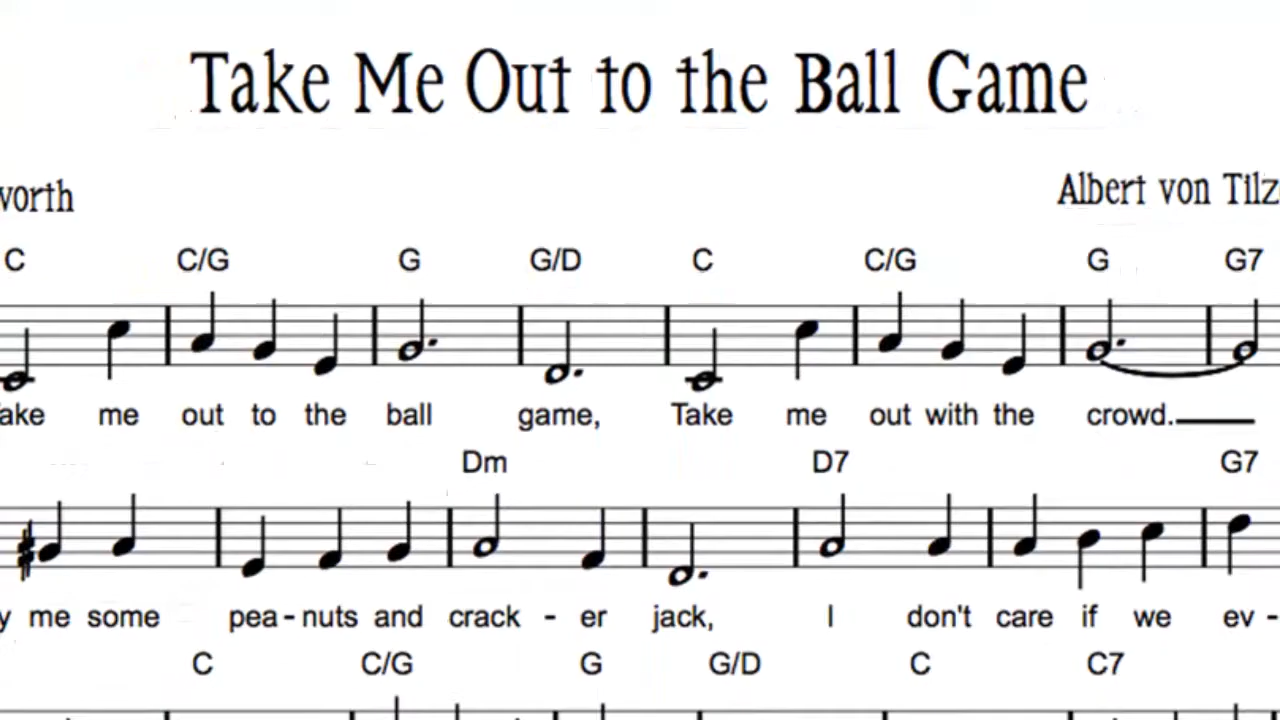 Take Me Out to the Ball Game
worth
Albert von Tilz
C C/G G G/D C C/G G G7
ake me out to the ball game, Take me out with the crowd.
Dm D7 G7
y me some pea - nuts and crack - er jack, I don't care if we ev -
C C/G G G/D C C7